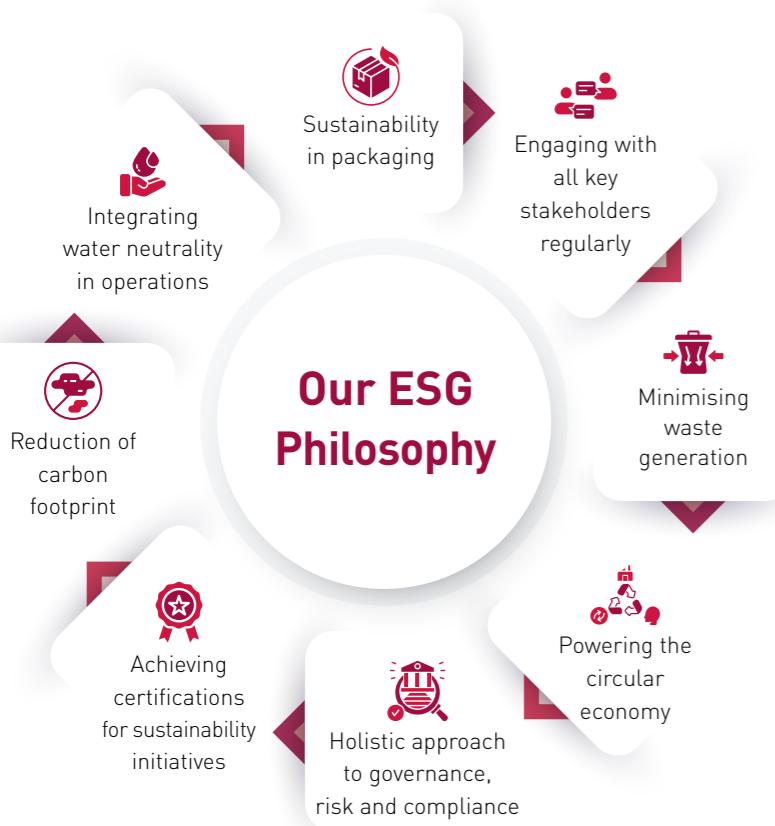 Sustainability
in packaging
Engaging with
all key
stakeholders
regularly
Minimising
waste
generation
Powering the
circular
economy
Holistic approach
to governance,
risk and compliance
Achieving
certifications
for sustainability
initiatives
Reduction of
carbon
footprint
Integrating
water neutrality
in operations
Our ESG
Philosophy